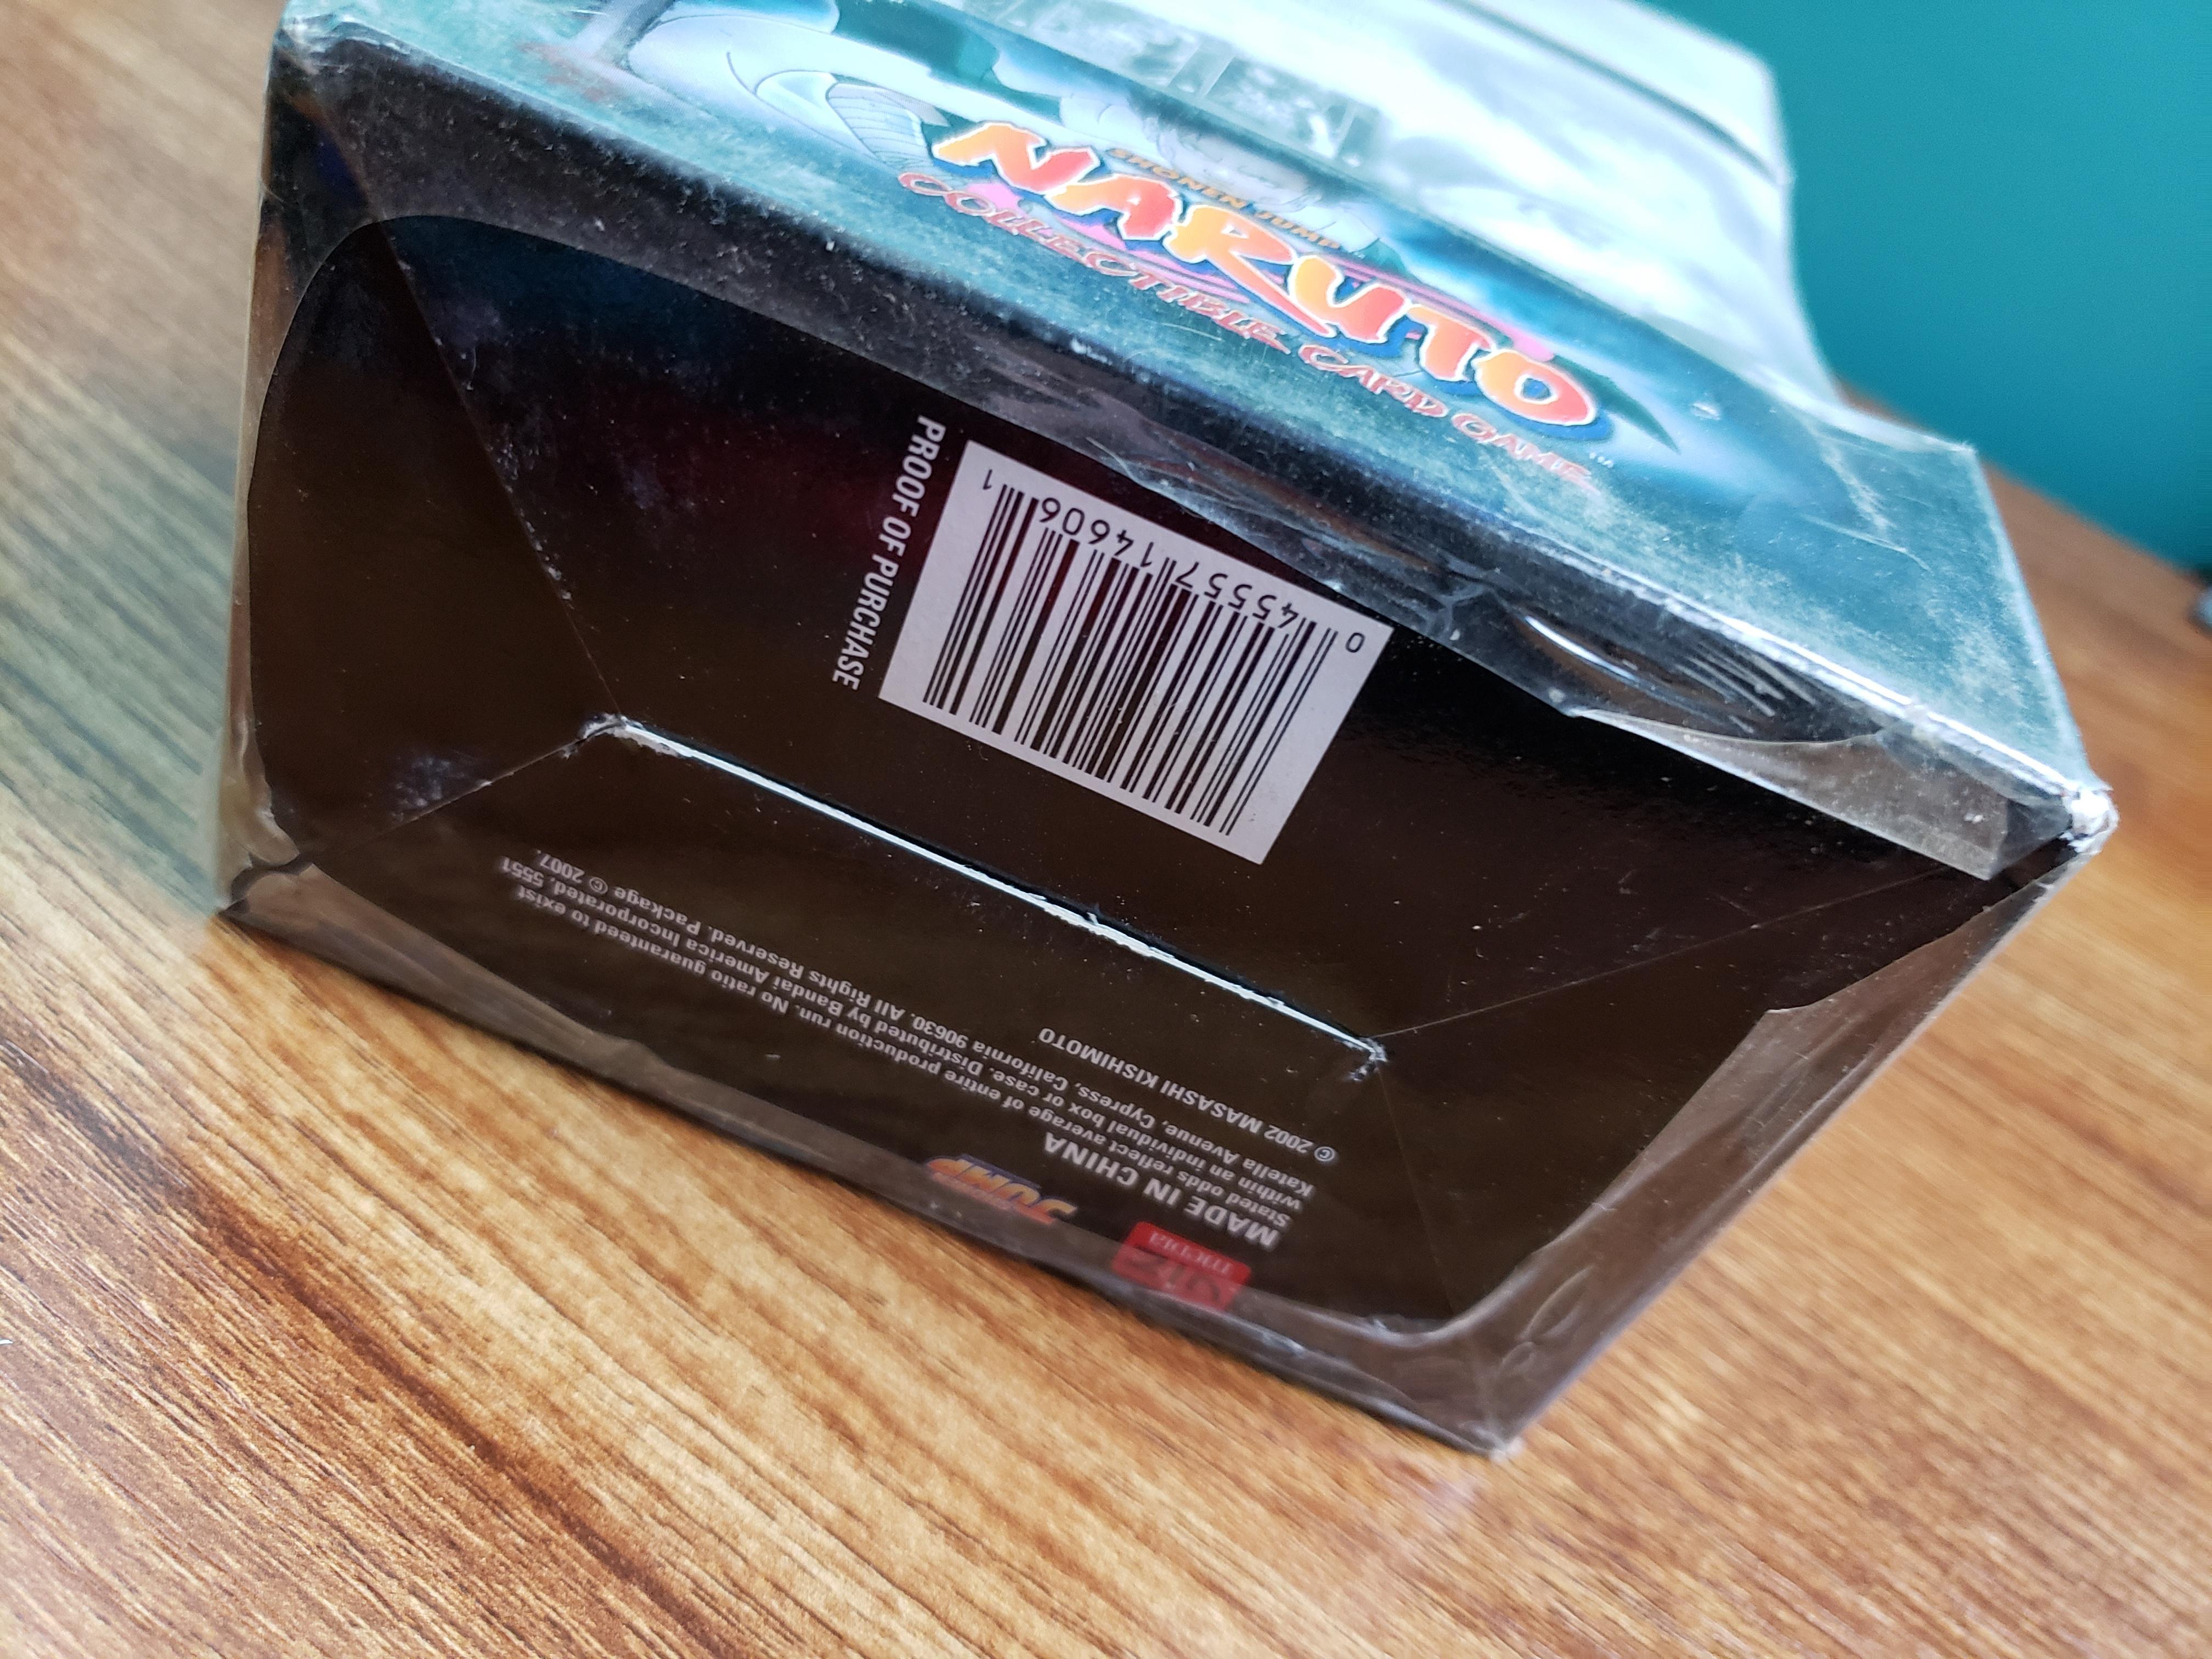 SHONEN JUMP
NARUTO
COLLECTIBLE CARD GAME™
PROOF OF PURCHASE
0 45557 14606 1
© 2002 MASASHI KISHIMOTO
Stated odds reflect average of entire production run. No ratio guaranteed to exist
within an individual box or case. Distributed by Bandai America Incorporated, 5551
Katella Avenue, Cypress, California 90630. All Rights Reserved. Package © 2007.
MADE IN CHINA
VIZ
media
JUMP